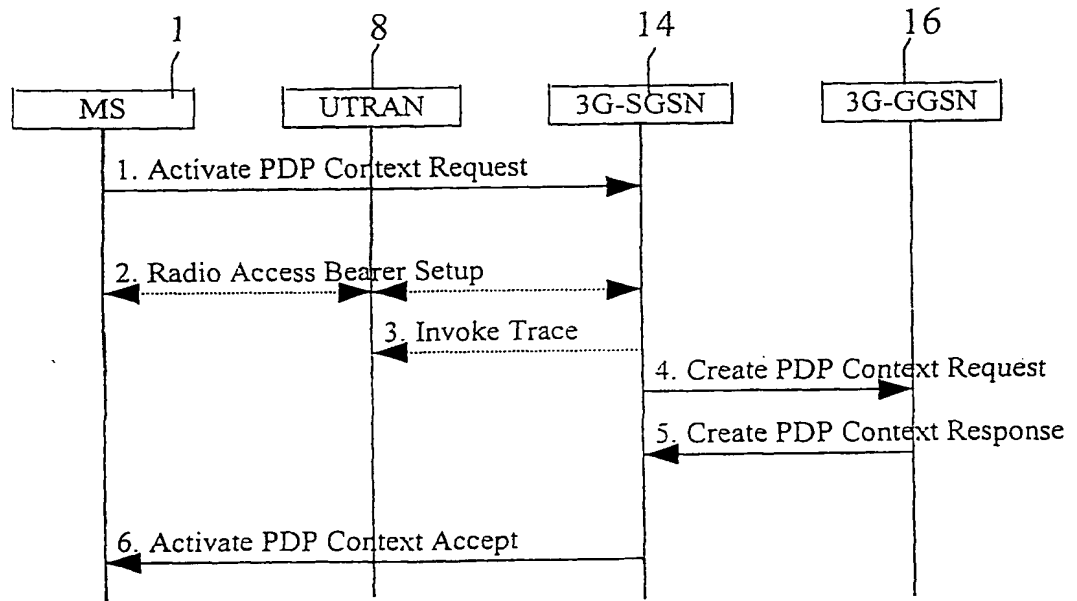 1 8 14 16
MS UTRAN 3G-SGSN 3G-GGSN
1. Activate PDP Context Request
2. Radio Access Bearer Setup
3. Invoke Trace
4. Create PDP Context Request
5. Create PDP Context Response
6. Activate PDP Context Accept